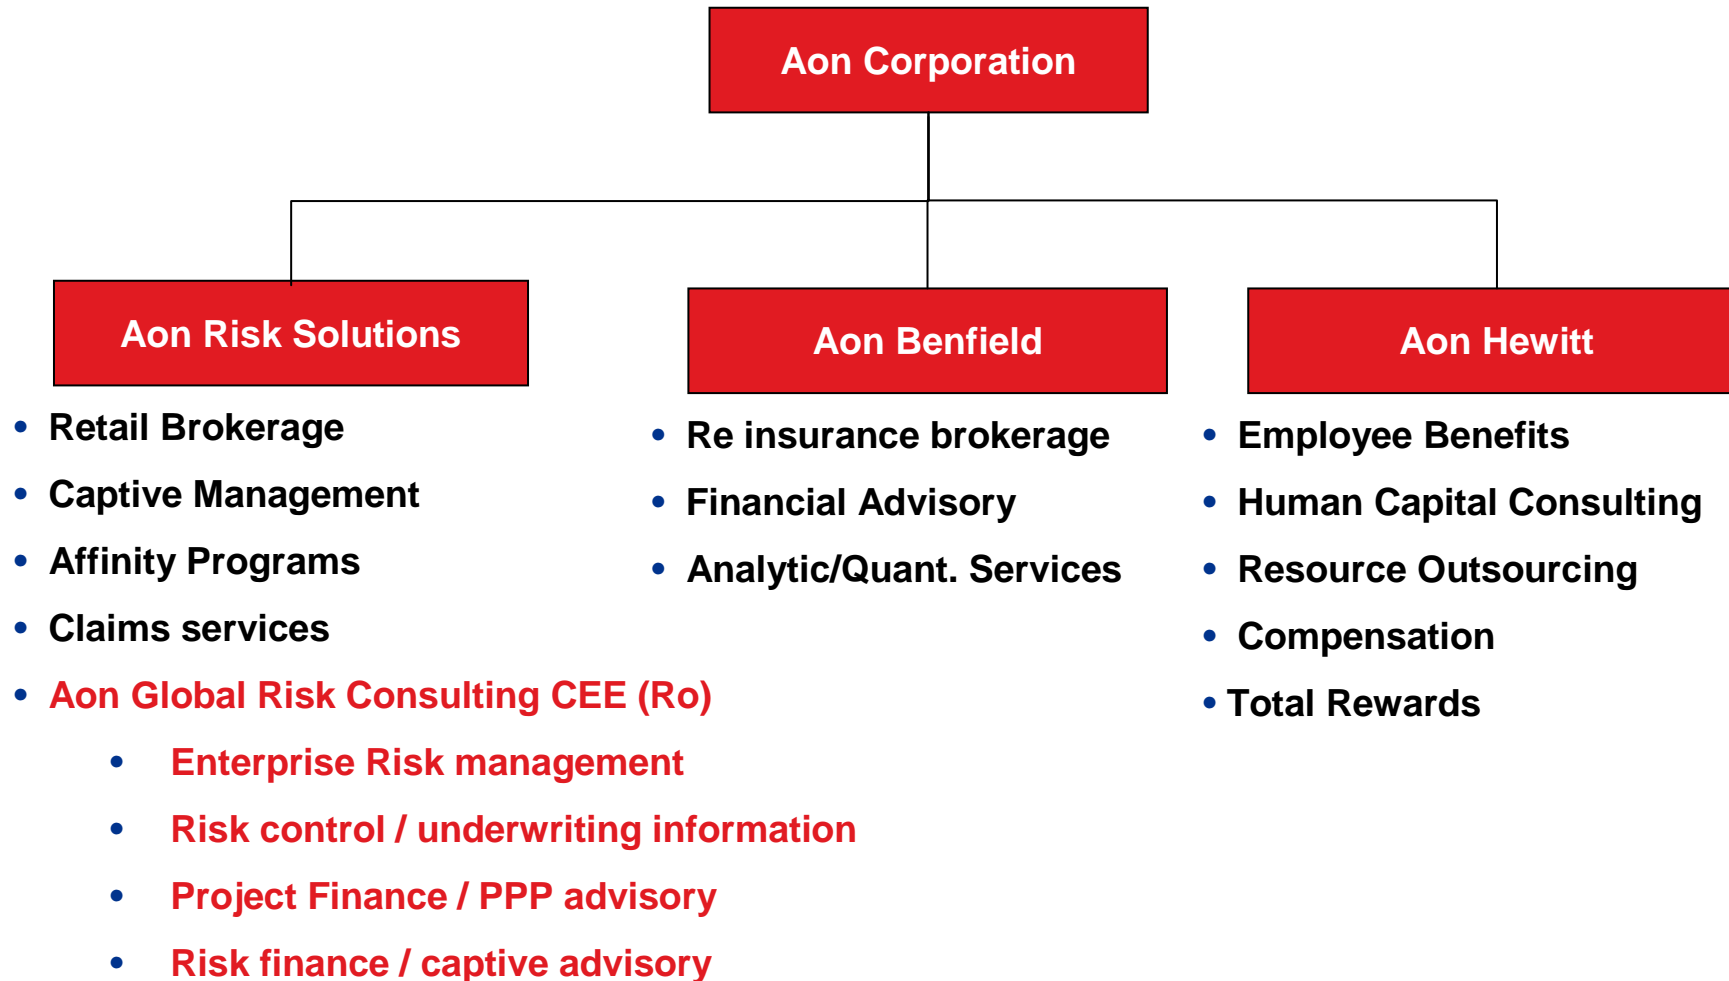 Aon Corporation
Aon Risk Solutions
• Retail Brokerage
• Captive Management
• Affinity Programs
• Claims services
• Aon Global Risk Consulting CEE (Ro)
• Enterprise Risk management
• Risk control / underwriting information
• Project Finance / PPP advisory
• Risk finance / captive advisory
Aon Benfield
• Re insurance brokerage
• Financial Advisory
• Analytic/Quant. Services
Aon Hewitt
• Employee Benefits
• Human Capital Consulting
• Resource Outsourcing
• Compensation
• Total Rewards